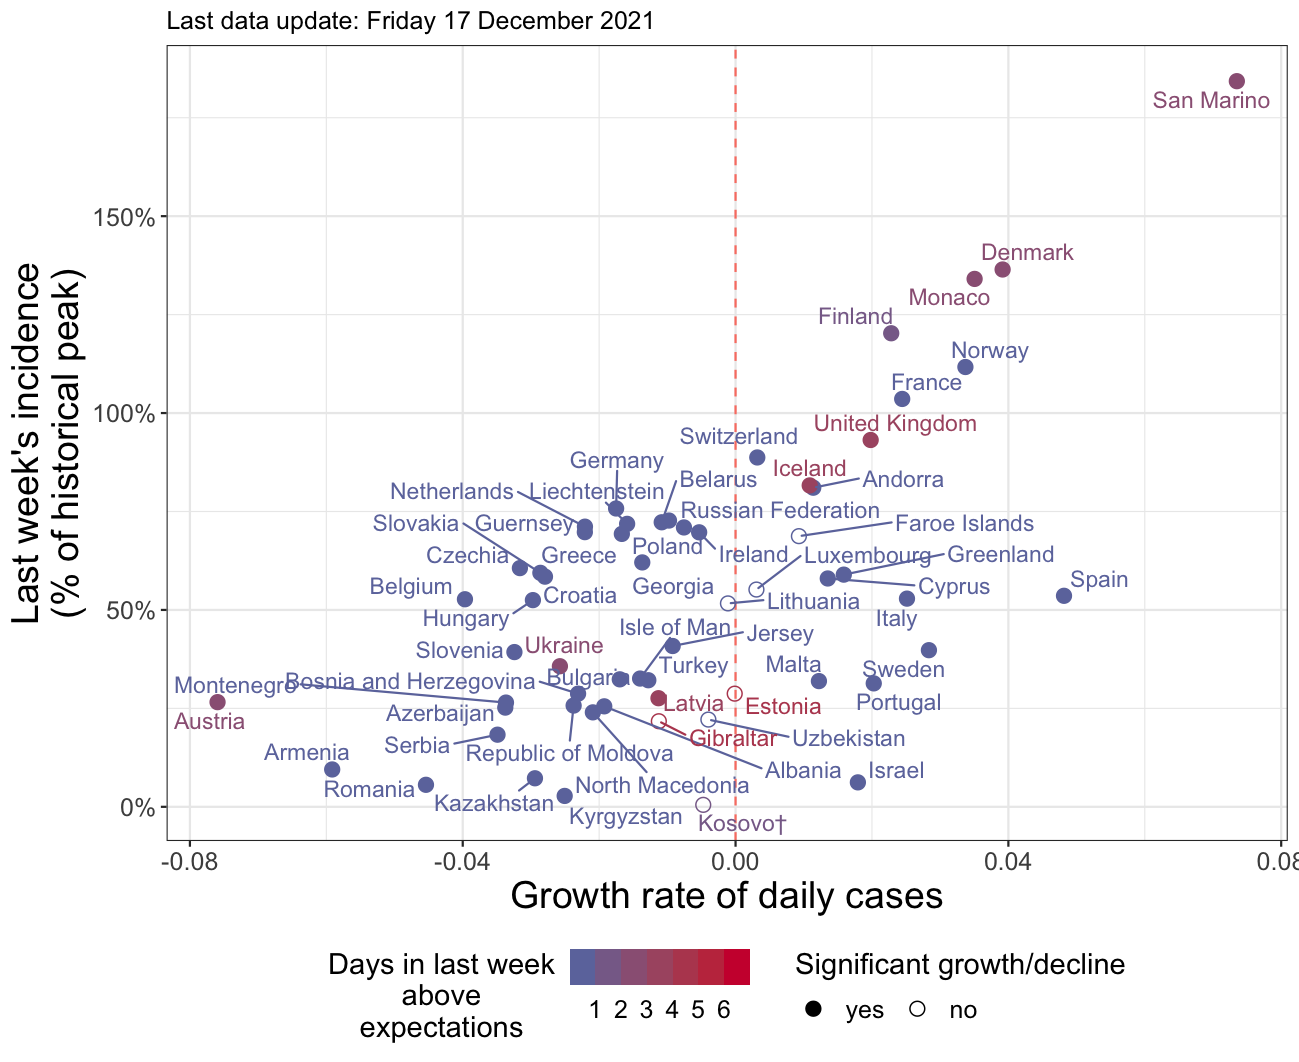 Last data update: Friday 17 December 2021
San Marino
150%
Denmark
Monaco
Finland
Norway
France
100%
United Kingdom
Switzerland
Germany
Iceland
Netherlands
Liechtenstein
Belarus
Andorra
Slovakia
Guernsey
Russian Federation
Faroe Islands
Czechia
Greece
Poland
Ireland
Luxembourg
Greenland
Belgium
Croatia
Georgia
Cyprus
Spain
50%
Hungary
Lithuania
Italy
Isle of Man
Jersey
Slovenia
Ukraine
Turkey
Malta
Sweden
Montenegro
Bosnia and Herzegovina
Bulgaria
Portugal
Austria
Azerbaijan
Latvia
Estonia
Serbia
Republic of Moldova
Gibraltar
Uzbekistan
Armenia
Albania
Israel
Romania
Kazakhstan
North Macedonia
0%
Kyrgyzstan
Kosovo†
Last week's incidence
(% of historical peak)
-0.08 -0.04 0.00 0.04 0.08
Growth rate of daily cases
Days in last week
above
expectations
1 2 3 4 5 6
Significant growth/decline
yes no